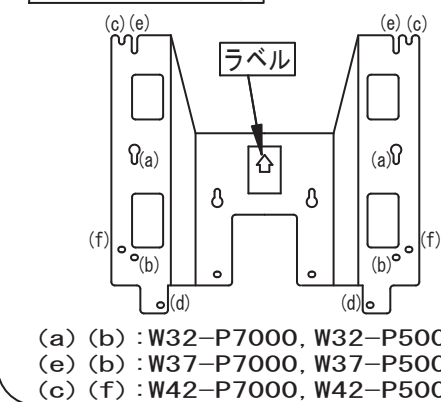 (c) (e) (e) (c)
ラベル
(a) (a)
(f) (f)
(b) (b)
(d) (d)
(a) (b) :W32-P7000, W32-P500
(e) (b) :W37-P7000, W37-P500
(c) (f) :W42-P7000, W42-P500